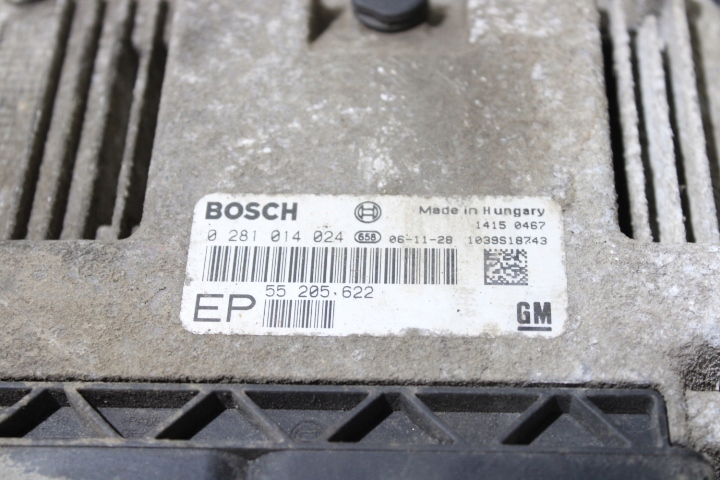 BOSCH Made in Hungary
1415 0467
0 281 014 024 658 06-11-28 1039S18743
55 205.622
EP GM